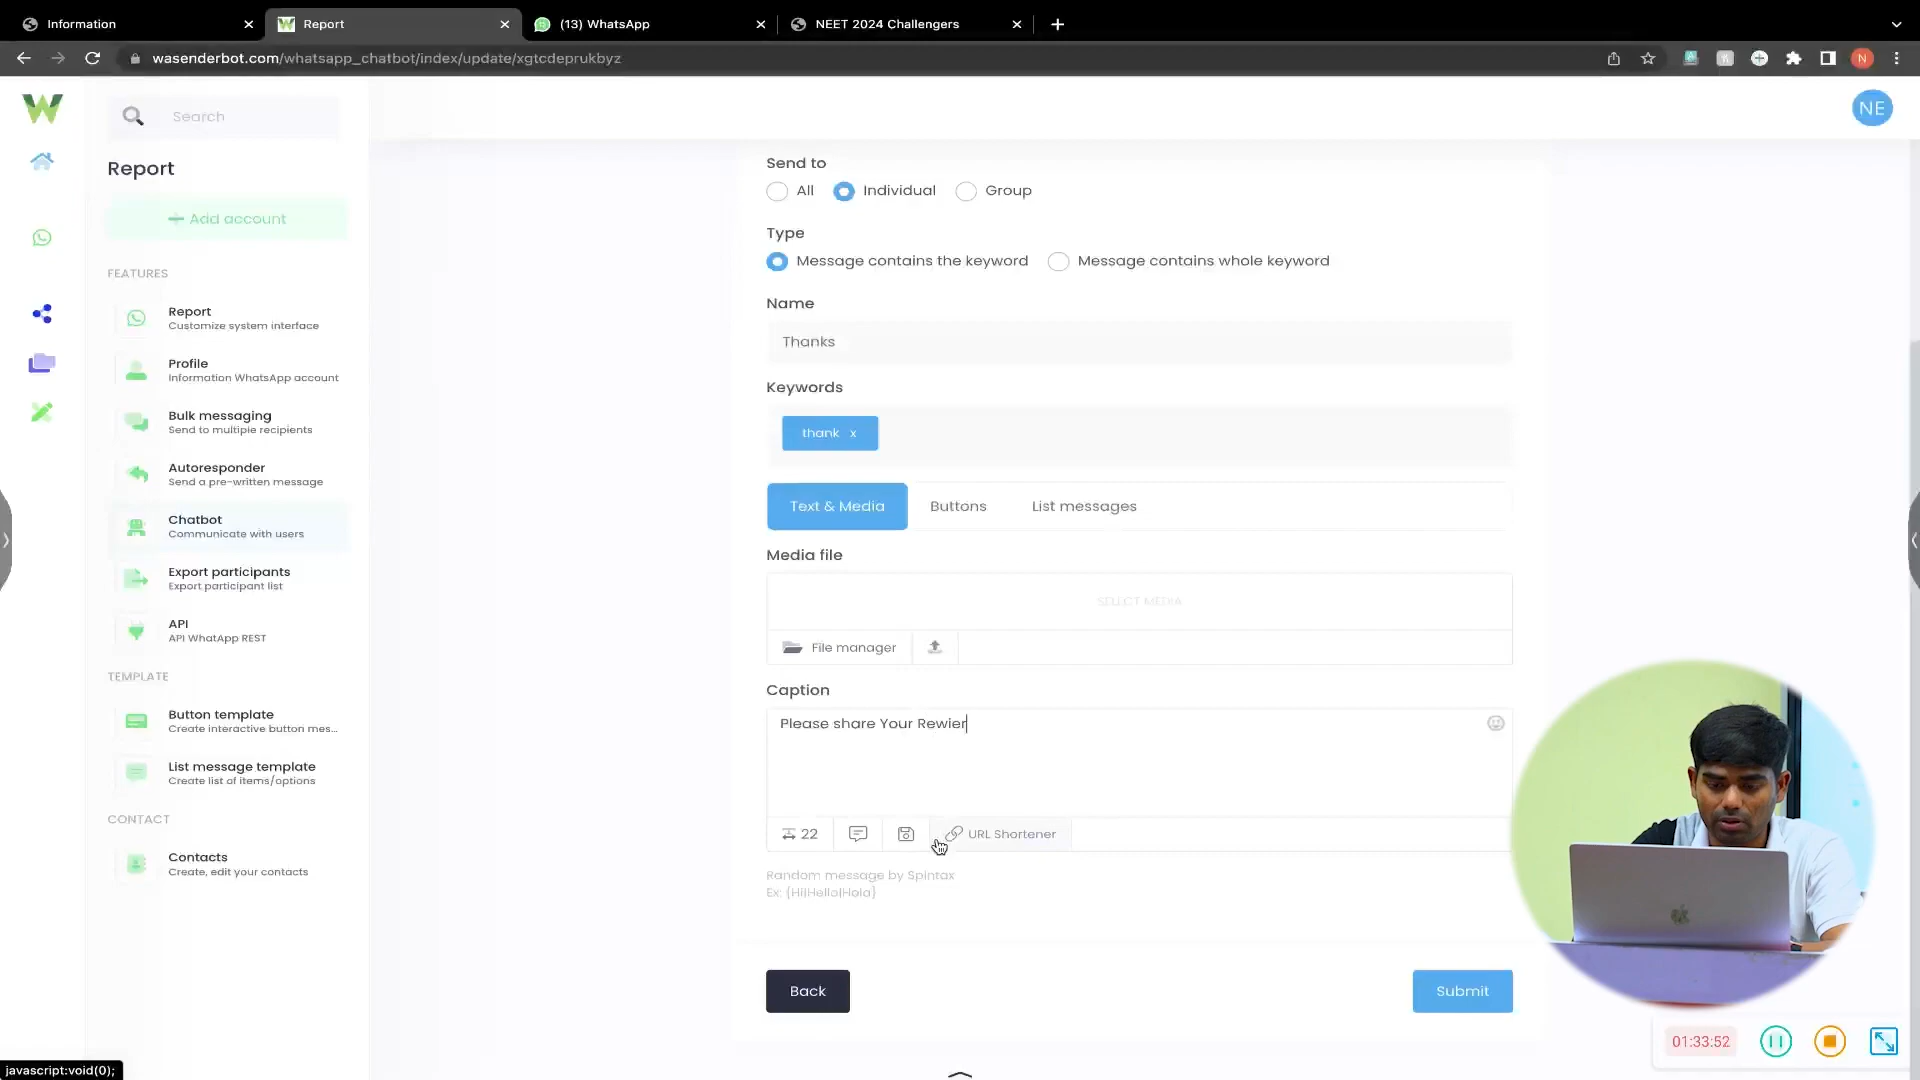 Information
Report
(13) WhatsApp
NEET 2024 Challengers
wasenderbot.com/whatsapp_chatbot/index/update/xgtcdeprukbyz
N
Search
NE
Report
Add account
FEATURES
Report
Customize system interface
Profile
Information WhatsApp account
Bulk messaging
Send to multiple recipients
Autoresponder
Send a pre-written message
Chatbot
Communicate with users
Export participants
Export participant list
API
API WhatApp REST
TEMPLATE
Button template
Create interactive button mes...
List message template
Create list of items/options
CONTACT
Contacts
Create, edit your contacts
Send to
All Individual Group
Type
Message contains the keyword Message contains whole keyword
Name
Thanks
Keywords
thank x
Text & Media Buttons List messages
Media file
SELECT MEDIA
File manager
Caption
Please share Your Rewier
22 URL Shortener
Random message by Spintax
Ex: {Hi|Hello|Hola}
Back Submit
01:33:52
javascript:void(0);